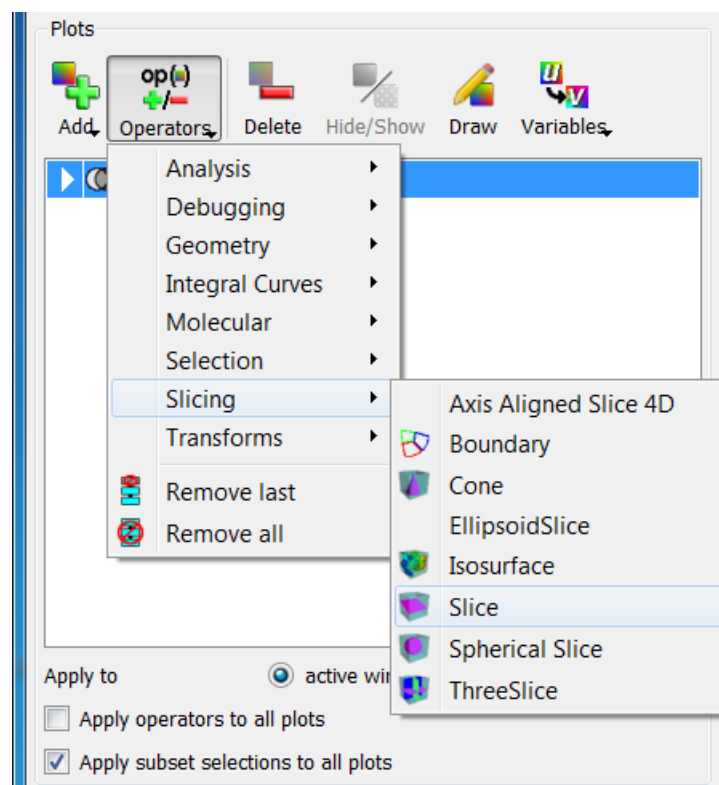 Plots
op( )
+/−
Add Operators Delete Hide/Show Draw Variables
u
v
Analysis
Debugging
Geometry
Integral Curves
Molecular
Selection
Slicing
Transforms
Remove last
Remove all
Axis Aligned Slice 4D
Boundary
Cone
EllipsoidSlice
Isosurface
Slice
Spherical Slice
ThreeSlice
Apply to active wi
Apply operators to all plots
Apply subset selections to all plots